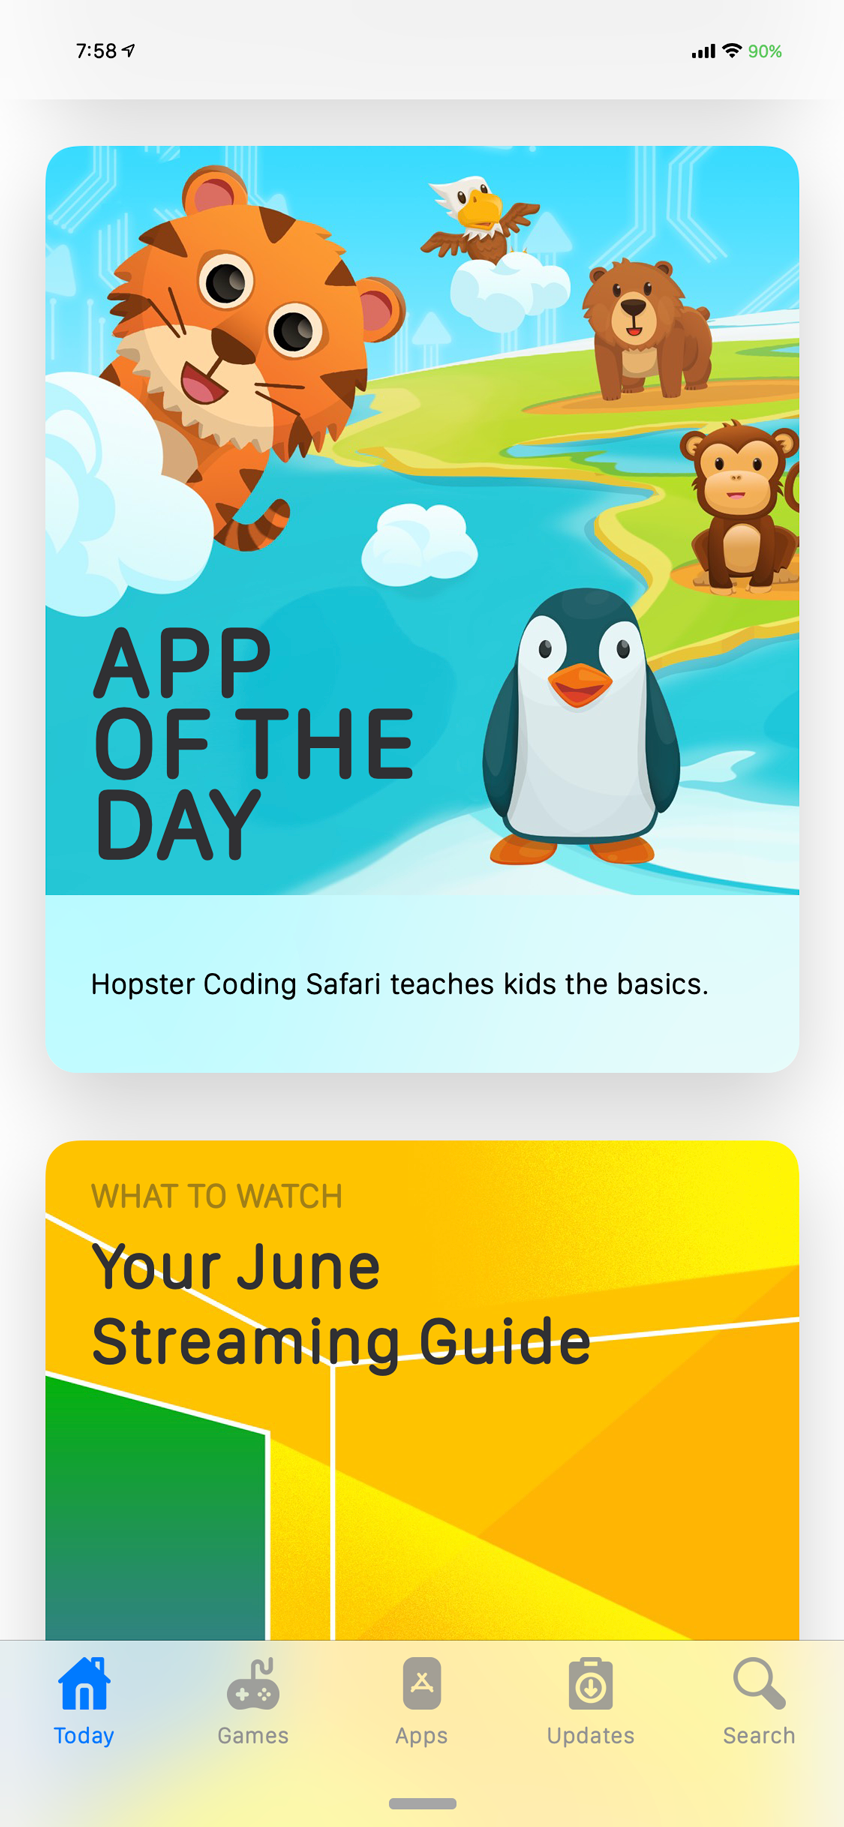 7:58 90%
APP
OF THE
DAY
Hopster Coding Safari teaches kids the basics.
WHAT TO WATCH
Your June
Streaming Guide
Today Games Apps Updates Search